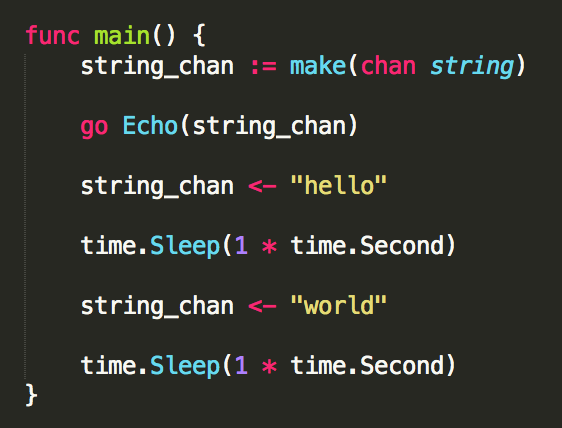 func main() {
    string_chan := make(chan string)
    go Echo(string_chan)
    string_chan <- "hello"
    time.Sleep(1 * time.Second)
    string_chan <- "world"
    time.Sleep(1 * time.Second)
}